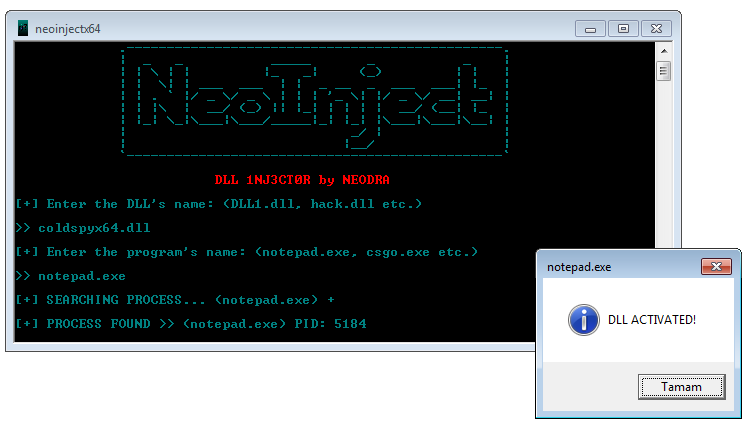 neoinjectx64
NeoInject
DLL 1NJ3CT0R by NEODRA
[+] Enter the DLL's name: (DLL1.dll, hack.dll etc.)
>> coldspyx64.dll
[+] Enter the program's name: (notepad.exe, csgo.exe etc.)
>> notepad.exe
[+] SEARCHING PROCESS... (notepad.exe) +
[+] PROCESS FOUND >> (notepad.exe) PID: 5184
notepad.exe
DLL ACTIVATED!
Tamam